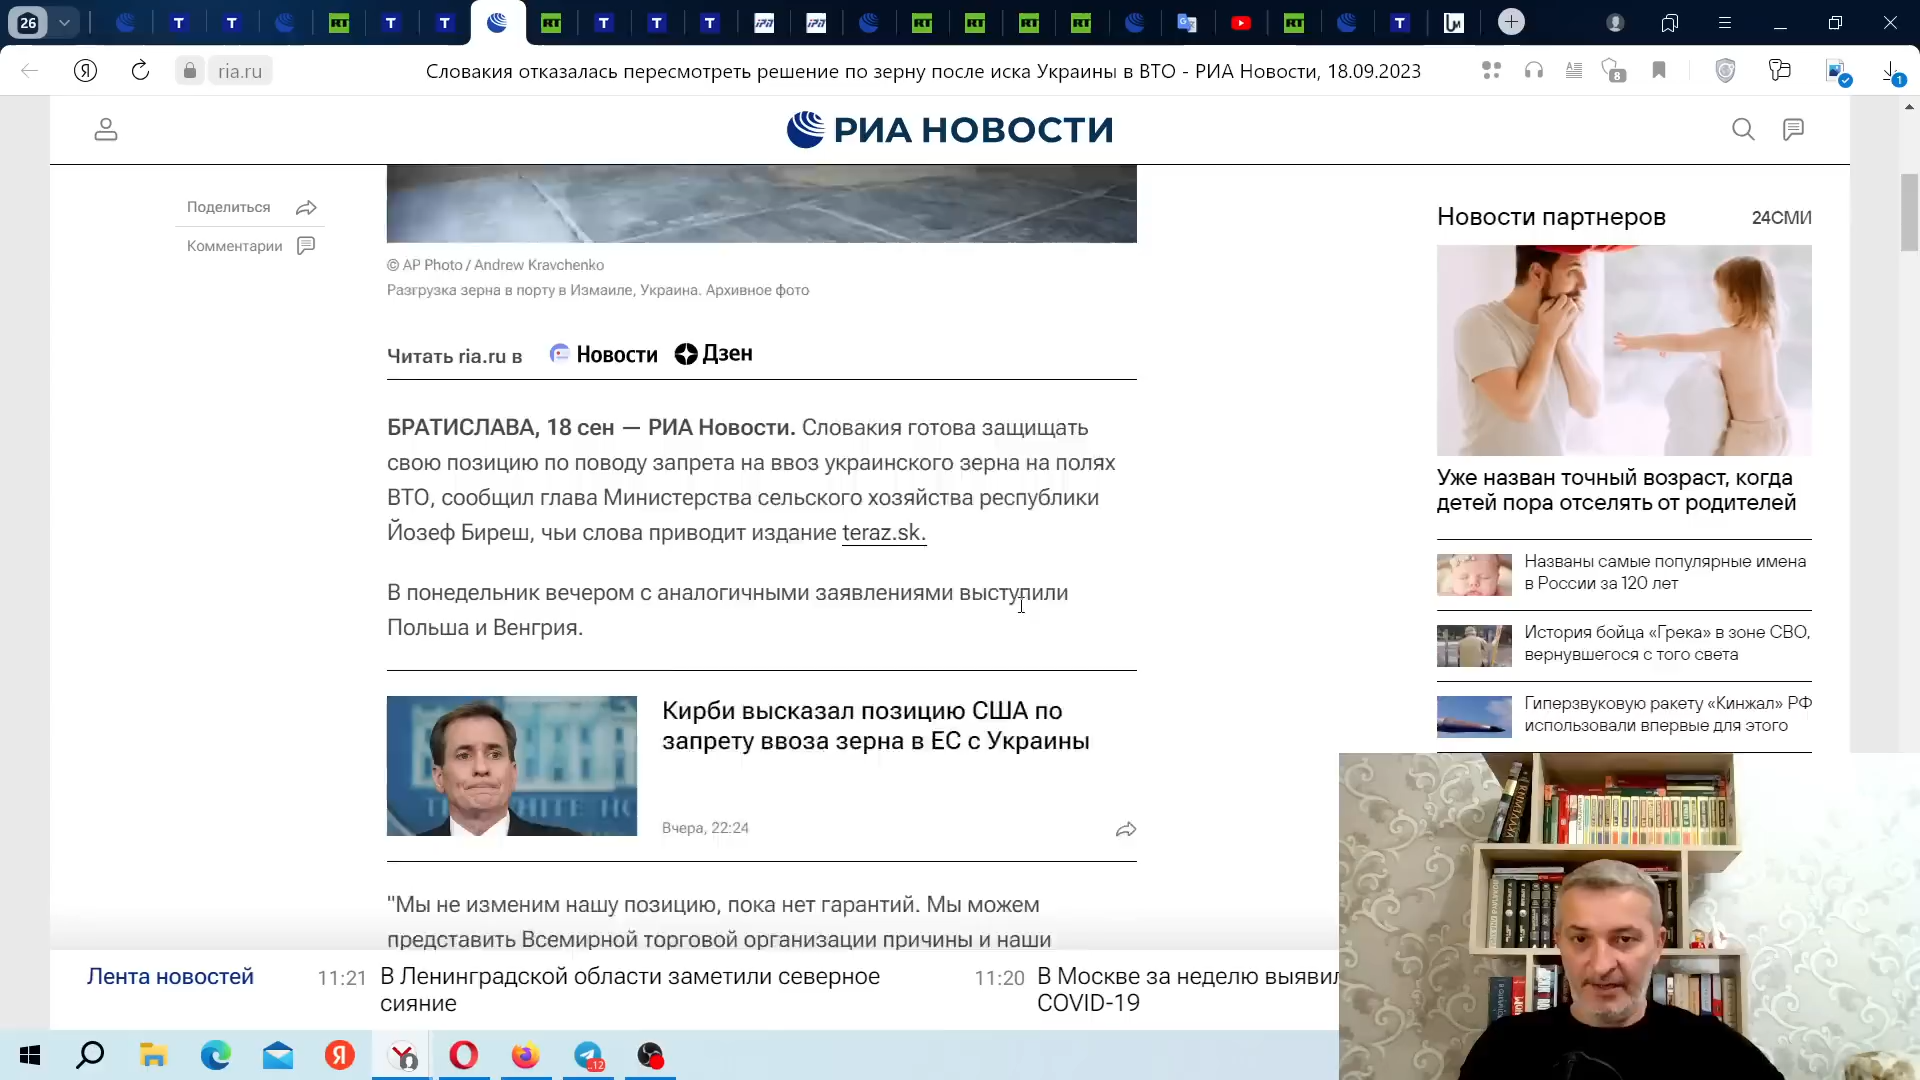 26
ria.ru
Словакия отказалась пересмотреть решение по зерну после иска Украины в ВТО - РИА Новости, 18.09.2023
8
1
РИА НОВОСТИ
Поделиться
Комментарии
© AP Photo / Andrew Kravchenko
Разгрузка зерна в порту в Измаиле, Украина. Архивное фото
Читать ria.ru в
Новости
Дзен
БРАТИСЛАВА, 18 сен — РИА Новости. Словакия готова защищать
свою позицию по поводу запрета на ввоз украинского зерна на полях
ВТО, сообщил глава Министерства сельского хозяйства республики
Йозеф Биреш, чьи слова приводит издание teraz.sk.
В понедельник вечером с аналогичными заявлениями выступили
Польша и Венгрия.
Кирби высказал позицию США по
запрету ввоза зерна в ЕС с Украины
Вчера, 22:24
"Мы не изменим нашу позицию, пока нет гарантий. Мы можем
представить Всемирной торговой организации причины и наши
Новости партнеров
24СМИ
Уже назван точный возраст, когда
детей пора отселять от родителей
Названы самые популярные имена
в России за 120 лет
История бойца «Грека» в зоне СВО,
вернувшегося с того света
Гиперзвуковую ракету «Кинжал» РФ
использовали впервые для этого
Лента новостей
11:21
В Ленинградской области заметили северное
сияние
11:20
В Москве за неделю выявил
COVID-19